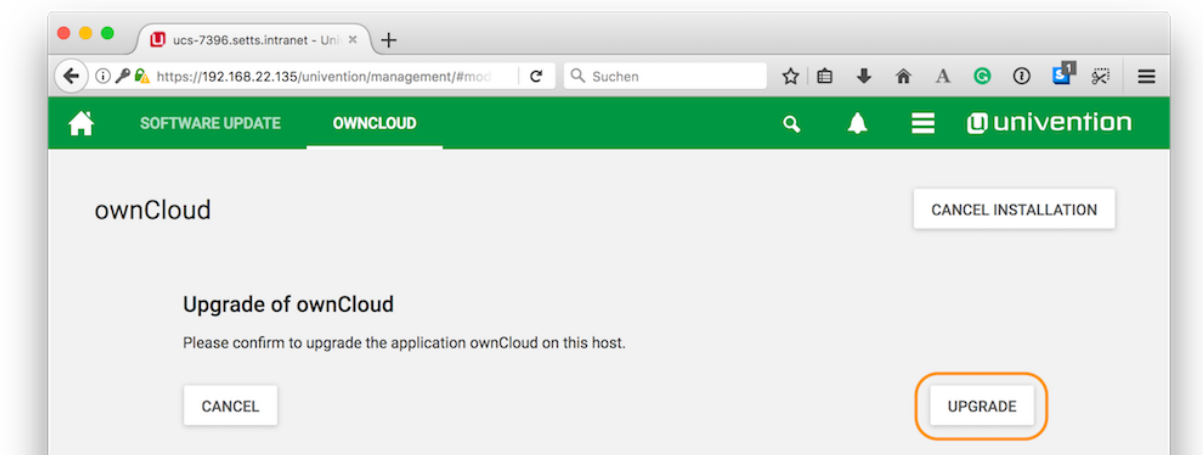 ucs-7396.setts.intranet - Uni
https://192.168.22.135/univention/management/#mod
Suchen
1
SOFTWARE UPDATE
OWNCLOUD
univention
ownCloud
CANCEL INSTALLATION
Upgrade of ownCloud
Please confirm to upgrade the application ownCloud on this host.
CANCEL
UPGRADE